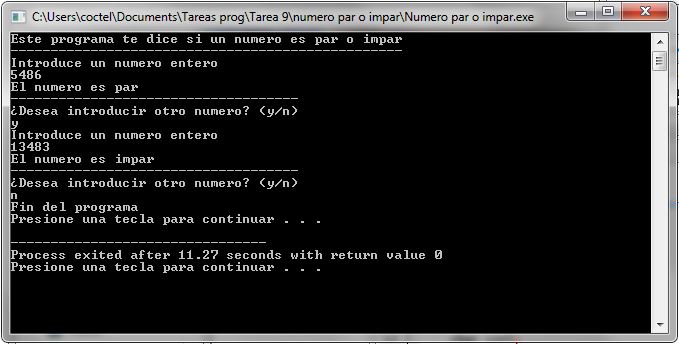 C:\Users\coctel\Documents\Tareas prog\Tarea 9\numero par o impar\Numero par o impar.exe
Este programa te dice si un numero es par o impar
-------------------------------------------------
Introduce un numero entero
5486
El numero es par
------------------------------------
¿Desea introducir otro numero? (y/n)
y
Introduce un numero entero
13483
El numero es impar
------------------------------------
¿Desea introducir otro numero? (y/n)
n
Fin del programa
Presione una tecla para continuar . . .
--------------------------------
Process exited after 11.27 seconds with return value 0
Presione una tecla para continuar . . .